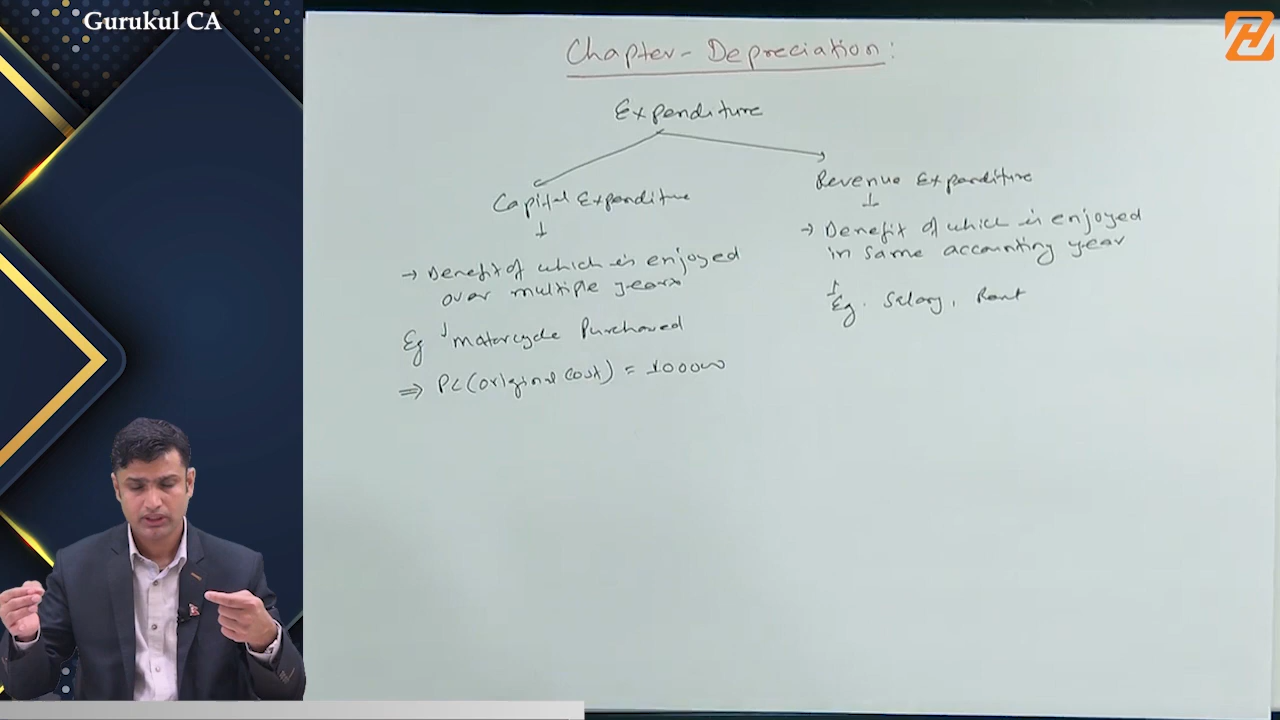 Gurukul CA
Chapter - Depreciation :
Expenditure
Capital Expenditure
→ Benefit of which is enjoyed
over multiple years
Eg motorcycle Purchased
⇒ PC (original cost) = 100000
Revenue Expenditure
→ Benefit of which is enjoyed
in same accounting year
Eg. Salary, Rent